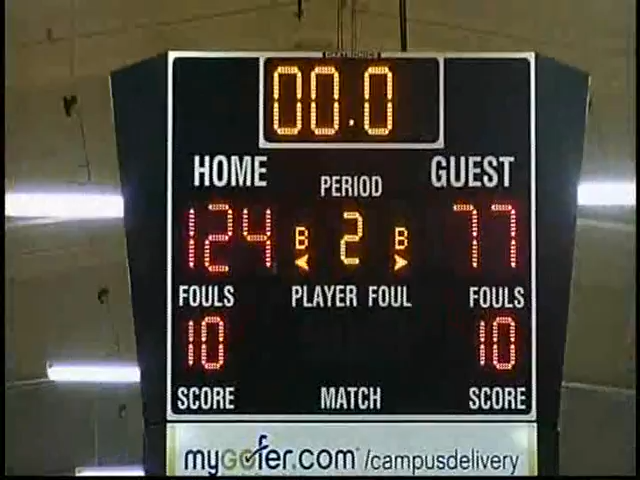 DAKTRONICS
00.0
HOME GUEST
PERIOD
124 B 2 B 77
FOULS PLAYER FOUL FOULS
10 10
SCORE MATCH SCORE
mygofer.com /campusdelivery